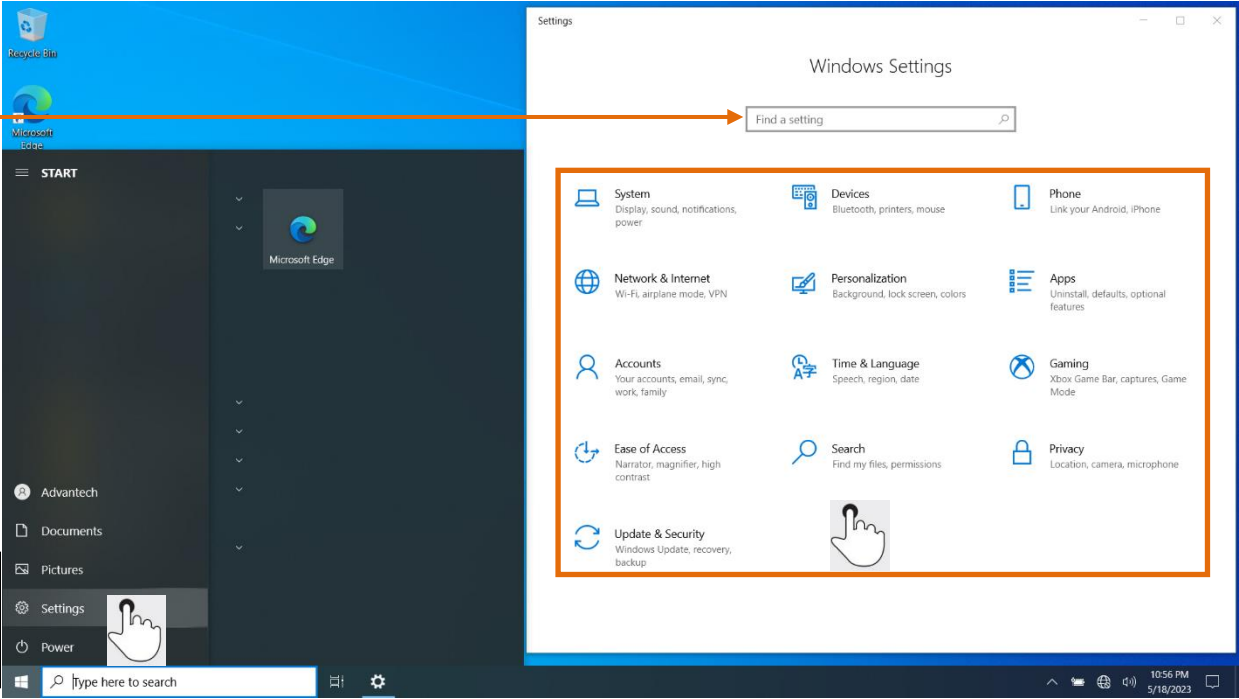 Recycle Bin
Microsoft
Edge
START
Microsoft Edge
Advantech
Documents
Pictures
Settings
Power
Type here to search
Settings
Windows Settings
Find a setting
System
Display, sound, notifications,
power
Devices
Bluetooth, printers, mouse
Phone
Link your Android, iPhone
Network & Internet
Wi-Fi, airplane mode, VPN
Personalization
Background, lock screen, colors
Apps
Uninstall, defaults, optional
features
Accounts
Your accounts, email, sync,
work, family
Time & Language
Speech, region, date
Gaming
Xbox Game Bar, captures, Game
Mode
Ease of Access
Narrator, magnifier, high
contrast
Search
Find my files, permissions
Privacy
Location, camera, microphone
Update & Security
Windows Update, recovery,
backup
10:56 PM
5/18/2023